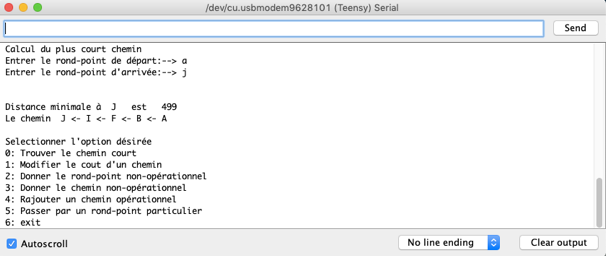 /dev/cu.usbmodem9628101 (Teensy) Serial
Send
Calcul du plus court chemin
Entrer le rond-point de départ:--> a
Entrer le rond-point d'arrivée:--> j
Distance minimale à J est 499
Le chemin J <- I <- F <- B <- A
Selectionner l'option désirée
0: Trouver le chemin court
1: Modifier le cout d'un chemin
2: Donner le rond-point non-opérationnel
3: Donner le chemin non-opérationnel
4: Rajouter un chemin opérationnel
5: Passer par un rond-point particulier
6: exit
Autoscroll
No line ending
Clear output